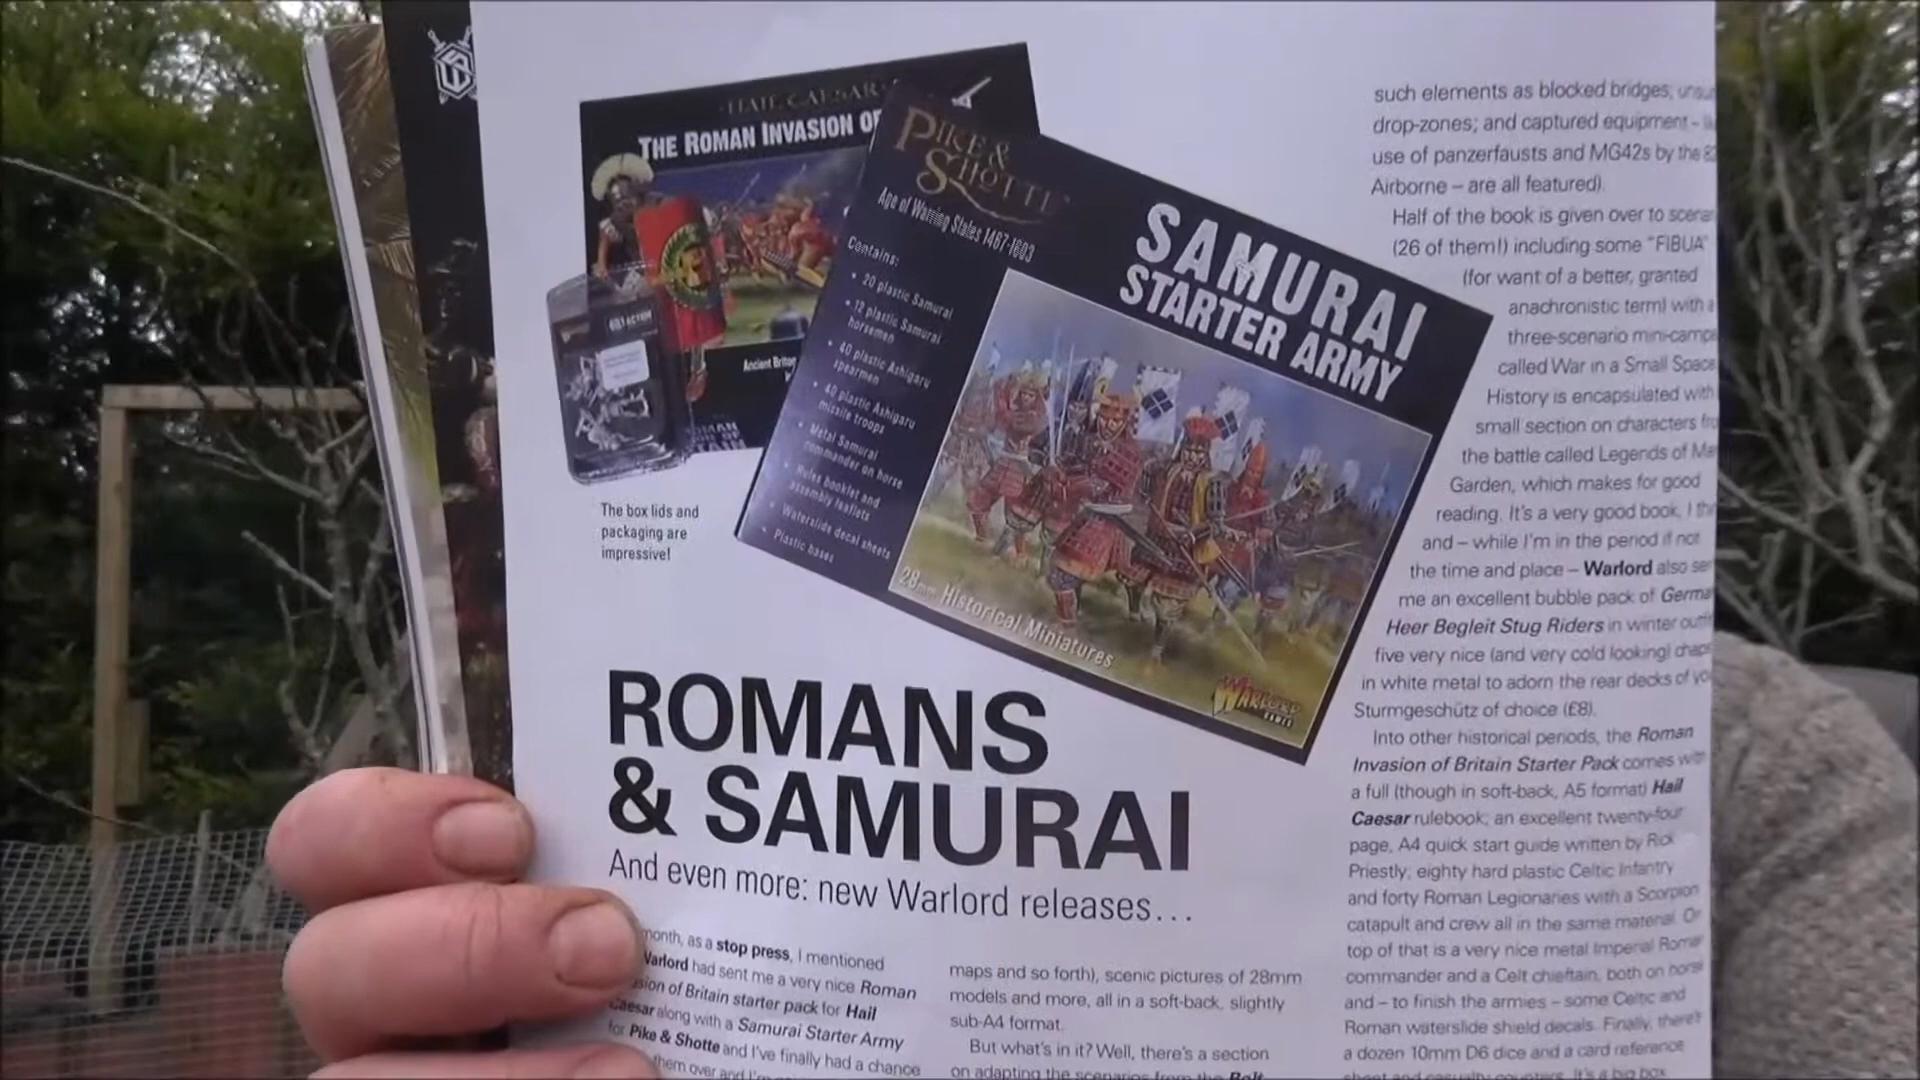 HAIL CAESAR
THE ROMAN INVASION OF
Ancient
BOLT ACTION
PIKE &
SHOTTE
Age of Warring States 1467-1603
Contains:
• 20 plastic Samurai
• 12 plastic Samurai
horsemen
• 40 plastic Ashigaru
spearmen
• 40 plastic Ashigaru
missile troops
• Metal Samurai
commander on horse
• Rules booklet and
assembly leaflets
• Waterslide decal sheets
• Plastic bases
SAMURAI
STARTER ARMY
28mm Historical Miniatures
WARLORD
GAMES
The box lids and
packaging are
impressive!
ROMANS
& SAMURAI
And even more: new Warlord releases...
month, as a stop press, I mentioned
Warlord had sent me a very nice Roman
of Britain starter pack for Hail
Caesar along with a Samurai Starter Army
for Pike & Shotte and I've finally had a chance
them over and
maps and so forth), scenic pictures of 28mm
models and more, all in a soft-back, slightly
sub-A4 format.
But what's in it? Well, there's a section
on adapting the scenarios from the Bolt
such elements as blocked bridges;
drop-zones; and captured equipment –
use of panzerfausts and MG42s by the
Airborne – are all featured).
Half of the book is given over to
(26 of them!) including some "FIBUA"
(for want of a better, granted
anachronistic term) with a
three-scenario
called War in a Small Space
History is encapsulated with
small section on characters
the battle called Legends of
Garden, which makes for good
reading. It's a very good book, I
and – while I'm in the period if not
the time and place – Warlord also
me an excellent bubble pack of
Heer Begleit Stug Riders in winter
five very nice (and very cold looking) chaps
in white metal to adorn the rear decks of
Sturmgeschütz of choice (£8).
Into other historical periods, the Roman
Invasion of Britain Starter Pack comes with
a full (though in soft-back, A5 format) Hail
Caesar rulebook; an excellent twenty-four
page, A4 quick start guide written by Rick
Priestly; eighty hard plastic Celtic Infantry
and forty Roman Legionaries with a Scorpion
catapult and crew all in the same material. On
top of that is a very nice metal Imperial Roman
commander and a Celt chieftain, both on horse
and – to finish the armies – some Celtic and
Roman waterslide shield decals. Finally, there's
a dozen 10mm D6 dice and a card reference
sheet and casualty counters. It's a big box